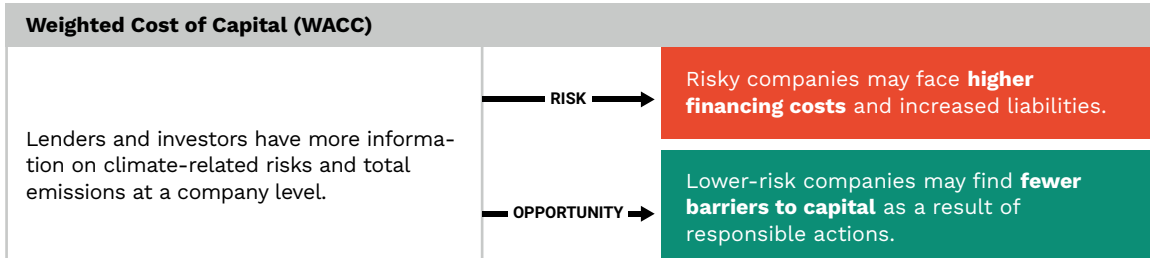 Weighted Cost of Capital (WACC)
Lenders and investors have more informa-
tion on climate-related risks and total
emissions at a company level.
RISK
Risky companies may face higher
financing costs and increased liabilities.
OPPORTUNITY
Lower-risk companies may find fewer
barriers to capital as a result of
responsible actions.